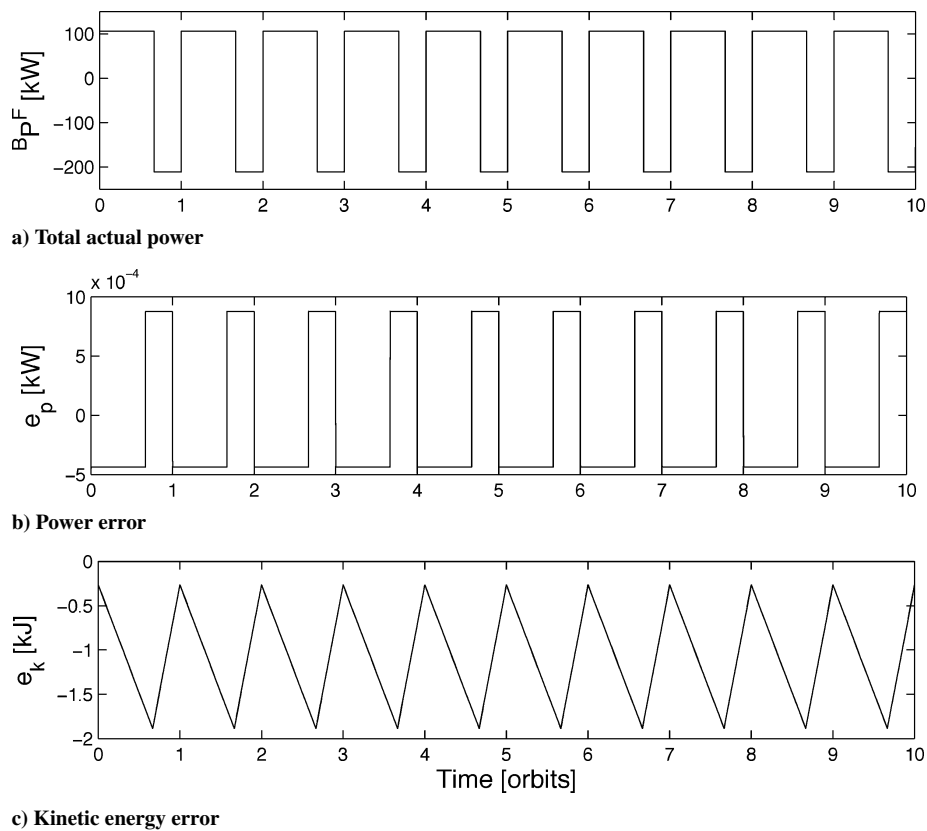 100
0
−100
−200
BPF [kW]
0 1 2 3 4 5 6 7 8 9 10
a) Total actual power
x 10−4
10
5
0
−5
ep [kW]
0 1 2 3 4 5 6 7 8 9 10
b) Power error
0
−0.5
−1
−1.5
−2
ek [kJ]
0 1 2 3 4 5 6 7 8 9 10
Time [orbits]
c) Kinetic energy error